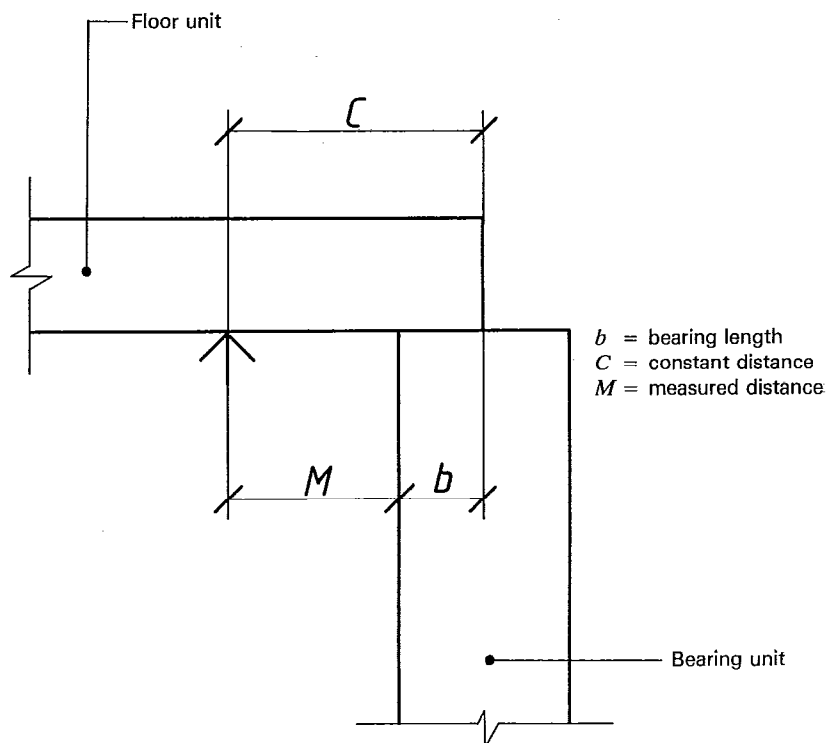 Floor unit
C
b = bearing length
C = constant distance
M = measured distance
M
b
Bearing unit